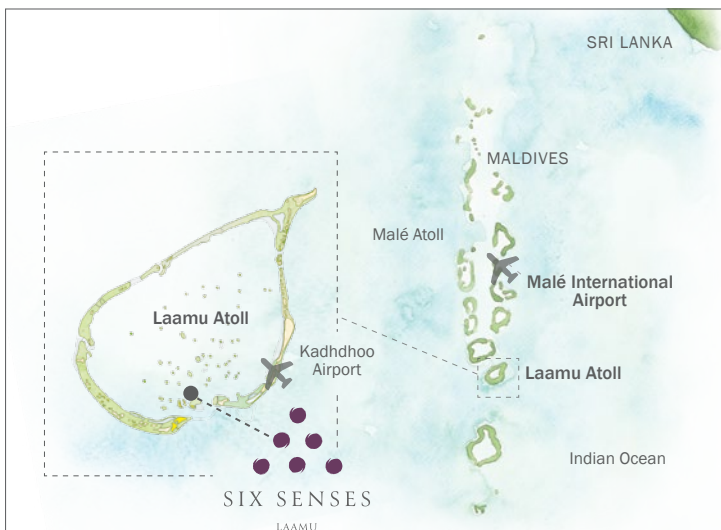 SRI LANKA
MALDIVES
Malé Atoll
Malé International
Airport
Laamu Atoll
Kadhdhoo
Airport
Laamu Atoll
Indian Ocean
SIX SENSES
LAAMU